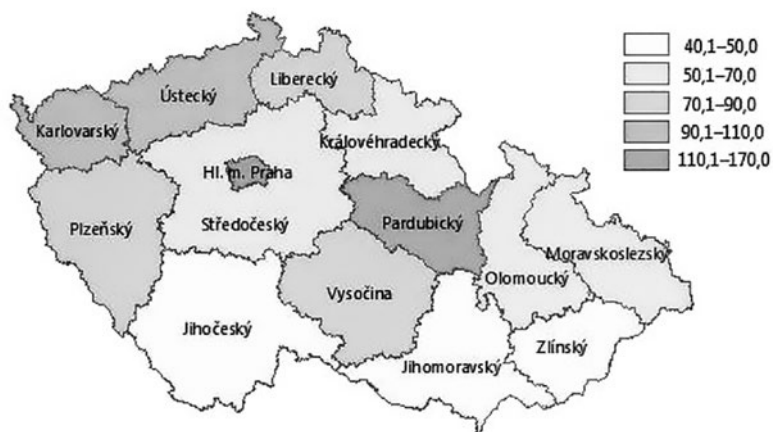 40,1–50,0
50,1–70,0
70,1–90,0
90,1–110,0
110,1–170,0
Liberecký
Ústecký
Karlovarský
Královéhradecký
Hl. m. Praha
Středočeský
Pardubický
Plzeňský
Moravskoslezský
Olomoucký
Vysočina
Jihočeský
Zlínský
Jihomoravský